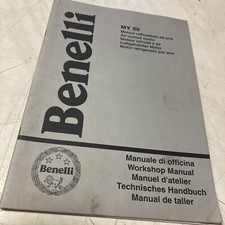 Benelli
MY 50
Motore raffreddato ad aria
Air cooled motor
Moteur refroidi à air
Luftgekühlter Motor
Motor refrigerado por aire
Benelli
Manuale di officina
Workshop Manual
Manuel d'atelier
Technisches Handbuch
Manual de taller